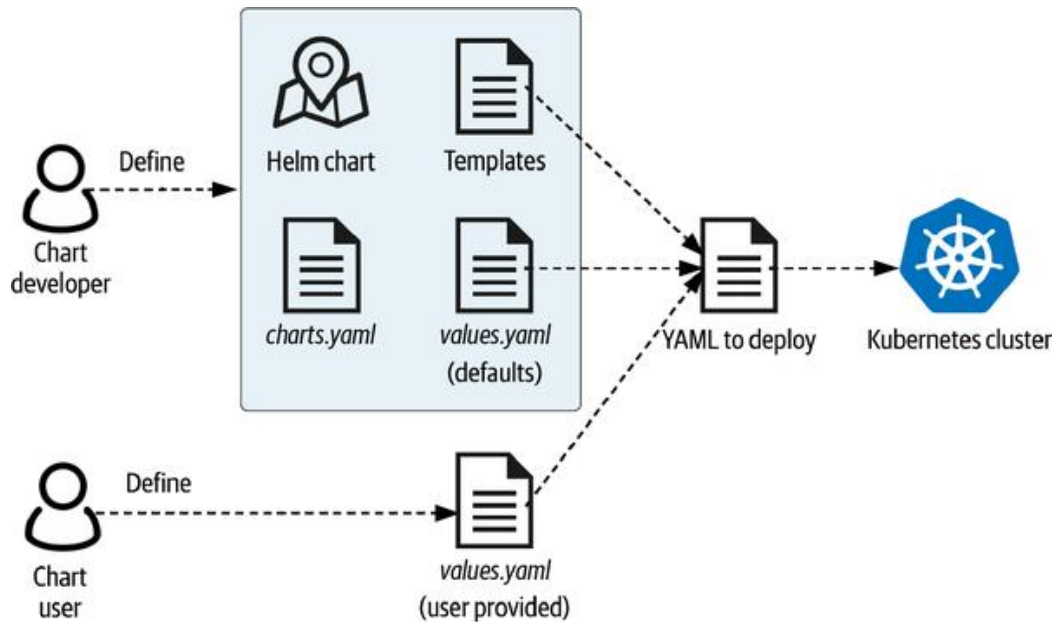 Define
Chart
developer
Helm chart
Templates
charts.yaml
values.yaml
(defaults)
YAML to deploy
Kubernetes cluster
Define
Chart
user
values.yaml
(user provided)